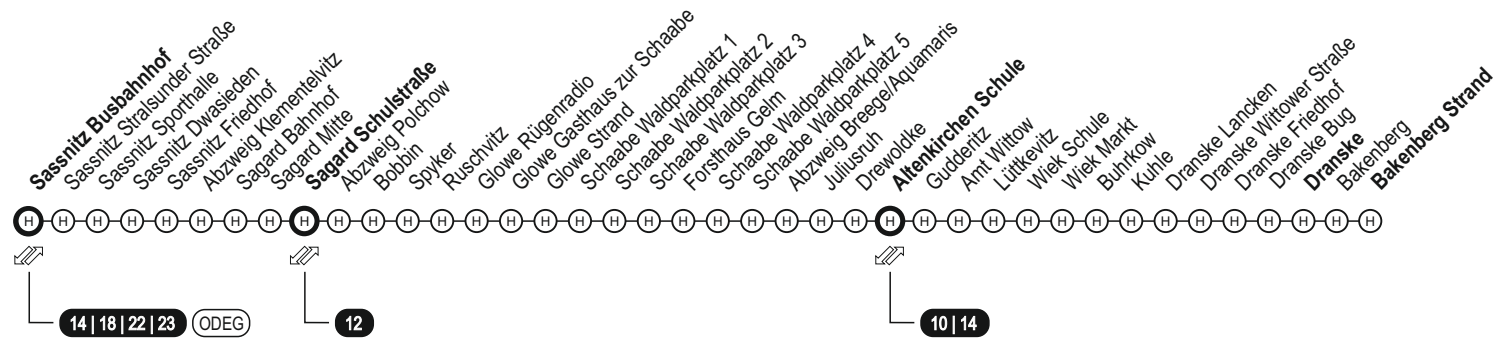 Sassnitz Busbahnhof
Sassnitz Stralsunder Straße
Sassnitz Sporthalle
Sassnitz Dwasieden
Sassnitz Friedhof
Abzweig Klementelvitz
Sagard Bahnhof
Sagard Mitte
Sagard Schulstraße
Abzweig Polchow
Bobbin
Spyker
Ruschvitz
Glowe Rügenradio
Glowe Gasthaus zur Schaabe
Glowe Strand
Schaabe Waldparkplatz 1
Schaabe Waldparkplatz 2
Schaabe Waldparkplatz 3
Forsthaus Gelm
Schaabe Waldparkplatz 4
Schaabe Waldparkplatz 5
Abzweig Breege/Aquamaris
Juliusruh
Drewoldke
Altenkirchen Schule
Gudderitz
Amt Wittow
Lüttkevitz
Wiek Schule
Wiek Markt
Buhrkow
Kuhle
Dranske Lancken
Dranske Wittower Straße
Dranske Friedhof
Dranske Bug
Dranske
Bakenberg
Bakenberg Strand
H H H H H H H H H H H H H H H H H H H H H H H H H H H H H H H H H H H H H H H H
14 | 18 | 22 | 23 ODEG
12
10 | 14